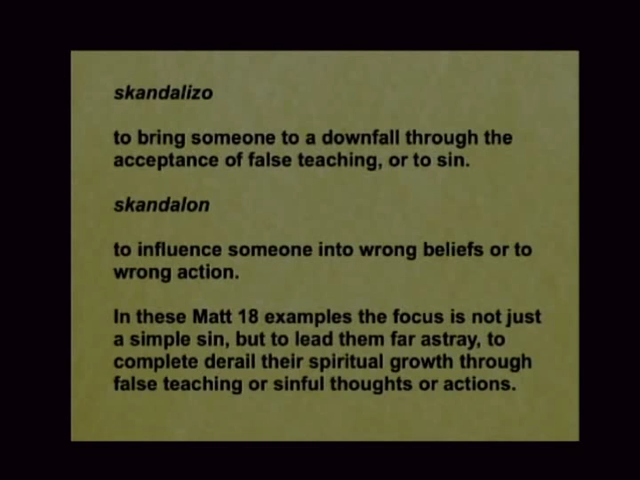 skandalizo
to bring someone to a downfall through the
acceptance of false teaching, or to sin.
skandalon
to influence someone into wrong beliefs or to
wrong action.
In these Matt 18 examples the focus is not just
a simple sin, but to lead them far astray, to
complete derail their spiritual growth through
false teaching or sinful thoughts or actions.